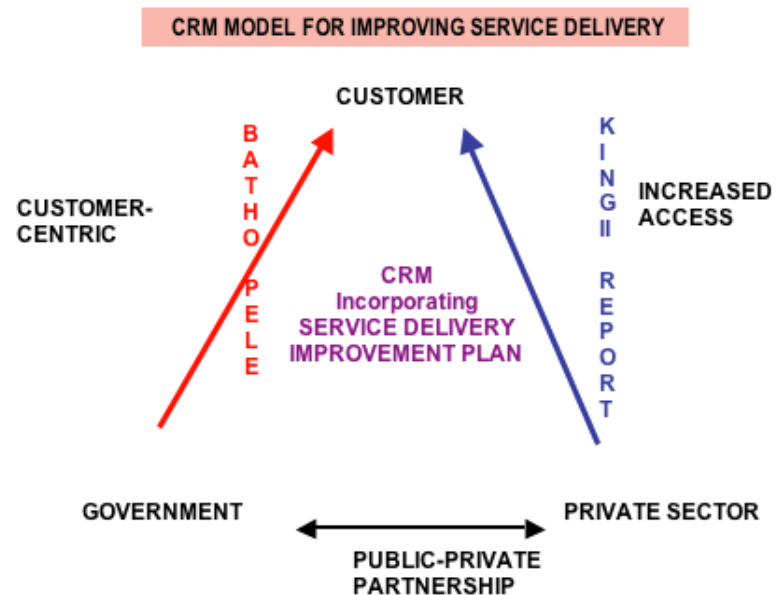 CRM MODEL FOR IMPROVING SERVICE DELIVERY
CUSTOMER
BATHO PELE
KING II REPORT
CUSTOMER-
CENTRIC
INCREASED
ACCESS
CRM
Incorporating
SERVICE DELIVERY
IMPROVEMENT PLAN
GOVERNMENT
PRIVATE SECTOR
PUBLIC-PRIVATE
PARTNERSHIP